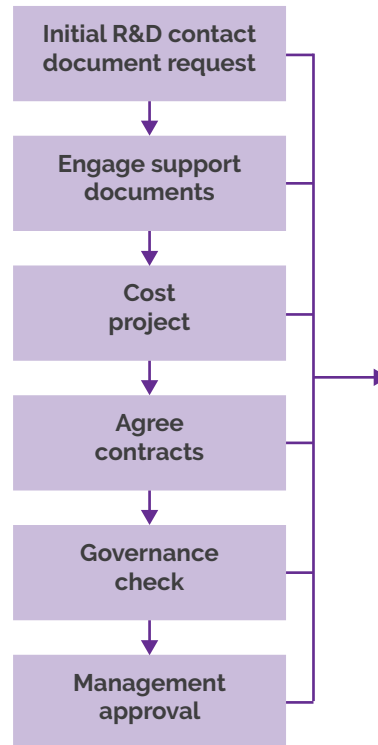 Initial R&D contact
document request
Engage support
documents
Cost
project
Agree
contracts
Governance
check
Management
approval